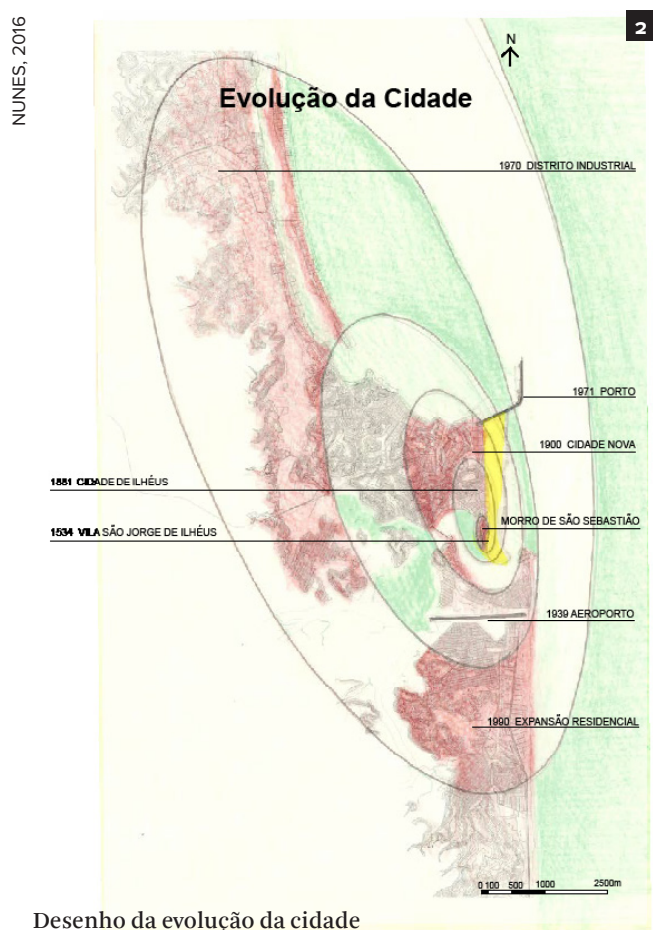 NUNES, 2016
2
N
Evolução da Cidade
1970 DISTRITO INDUSTRIAL
1971 PORTO
1900 CIDADE NOVA
1881 CIDADE DE ILHÉUS
MORRO DE SÃO SEBASTIÃO
1534 VILA SÃO JORGE DE ILHÉUS
1939 AEROPORTO
1990 EXPANSÃO RESIDENCIAL
0 100 500 1000 2500m
Desenho da evolução da cidade